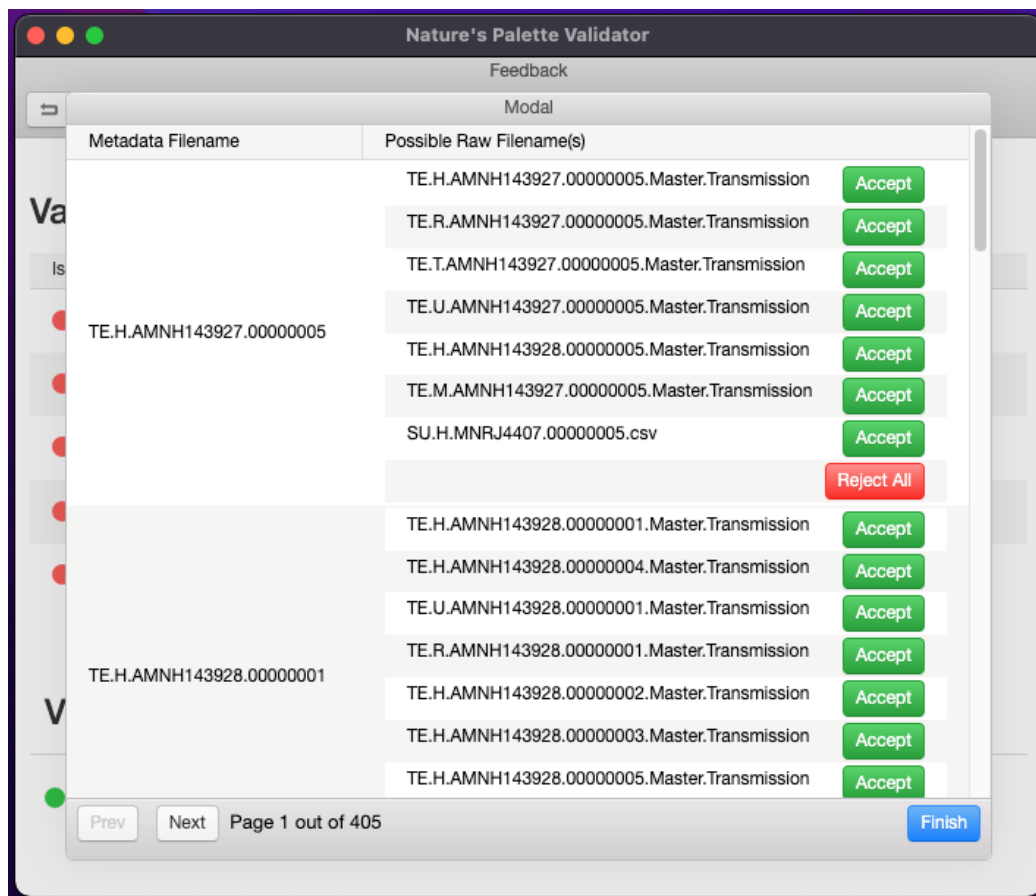 Nature's Palette Validator
Feedback
Modal
Metadata Filename Possible Raw Filename(s)
Va
Is
TE.H.AMNH143927.00000005
TE.H.AMNH143927.00000005.Master.Transmission Accept
TE.R.AMNH143927.00000005.Master.Transmission Accept
TE.T.AMNH143927.00000005.Master.Transmission Accept
TE.U.AMNH143927.00000005.Master.Transmission Accept
TE.H.AMNH143928.00000005.Master.Transmission Accept
TE.M.AMNH143927.00000005.Master.Transmission Accept
SU.H.MNRJ4407.00000005.csv Accept
Reject All
TE.H.AMNH143928.00000001
TE.H.AMNH143928.00000001.Master.Transmission Accept
TE.H.AMNH143928.00000004.Master.Transmission Accept
TE.U.AMNH143928.00000001.Master.Transmission Accept
TE.R.AMNH143928.00000001.Master.Transmission Accept
TE.H.AMNH143928.00000002.Master.Transmission Accept
TE.H.AMNH143928.00000003.Master.Transmission Accept
TE.H.AMNH143928.00000005.Master.Transmission Accept
V
Prev Next Page 1 out of 405 Finish